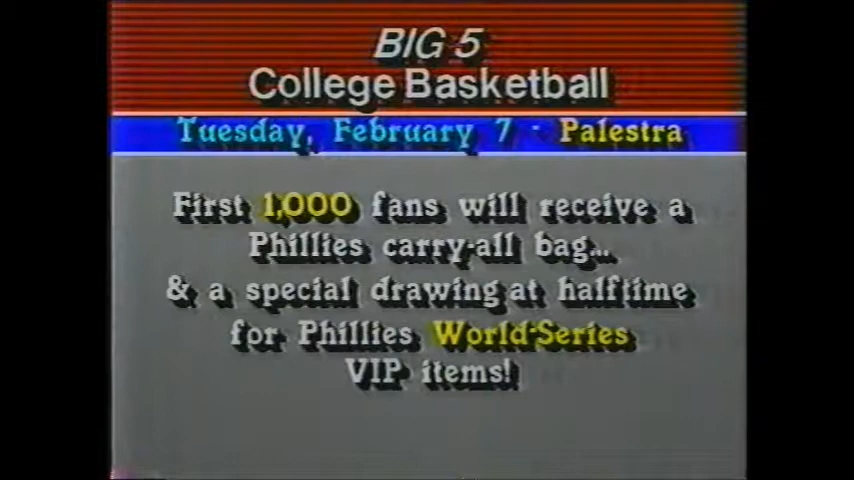 BIG 5
College Basketball
Tuesday, February 7 - Palestra
First 1,000 fans will receive a
Phillies carry-all bag...
& a special drawing at halftime
for Phillies World-Series
VIP items!